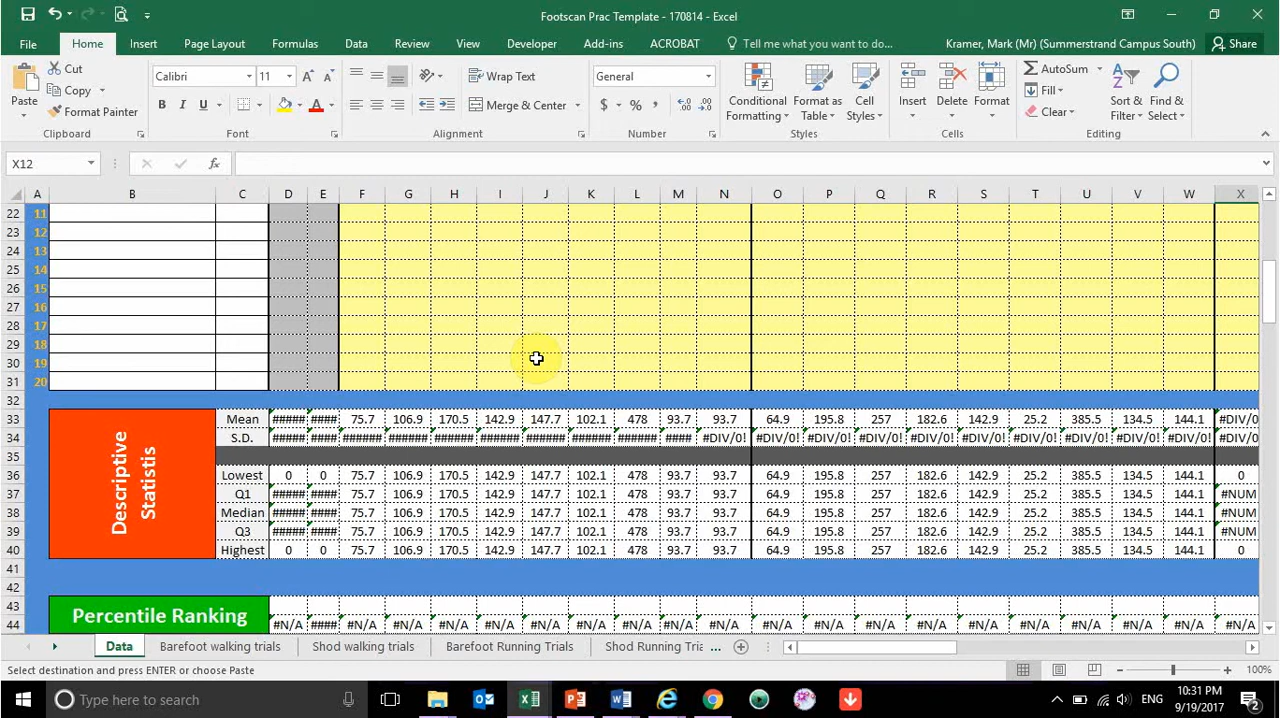 Footscan Prac Template - 170814 - Excel
File Home Insert Page Layout Formulas Data Review View Developer Add-ins ACROBAT Tell me what you want to do... Kramer, Mark (Mr) (Summerstrand Campus South) Share
Paste Cut Copy Format Painter
Calibri 11 A A B I U A
Wrap Text Merge & Center
General $ % ,
Conditional Formatting Format as Table Cell Styles
Insert Delete Format
AutoSum Fill Clear Sort & Filter Find & Select
Clipboard Font Alignment Number Styles Cells Editing
X12 fx
A B C D E F G H I J K L M N O P Q R S T U V W X
22 11
23 12
24 13
25 14
26 15
27 16
28 17
29 18
30 19
31 20
32
33 Mean ##### #### 75.7 106.9 170.5 142.9 147.7 102.1 478 93.7 93.7 64.9 195.8 257 182.6 142.9 25.2 385.5 134.5 144.1 #DIV/0
34 S.D. ##### #### ###### ###### ###### ###### ###### ###### ###### #### #DIV/0! #DIV/0! #DIV/0! #DIV/0! #DIV/0! #DIV/0! #DIV/0! #DIV/0! #DIV/0! #DIV/0! #DIV/0
35
Descriptive Statistis
36 Lowest 0 0 75.7 106.9 170.5 142.9 147.7 102.1 478 93.7 93.7 64.9 195.8 257 182.6 142.9 25.2 385.5 134.5 144.1 0
37 Q1 ##### #### 75.7 106.9 170.5 142.9 147.7 102.1 478 93.7 93.7 64.9 195.8 257 182.6 142.9 25.2 385.5 134.5 144.1 #NUM
38 Median ##### #### 75.7 106.9 170.5 142.9 147.7 102.1 478 93.7 93.7 64.9 195.8 257 182.6 142.9 25.2 385.5 134.5 144.1 #NUM
39 Q3 ##### #### 75.7 106.9 170.5 142.9 147.7 102.1 478 93.7 93.7 64.9 195.8 257 182.6 142.9 25.2 385.5 134.5 144.1 #NUM
40 Highest 0 0 75.7 106.9 170.5 142.9 147.7 102.1 478 93.7 93.7 64.9 195.8 257 182.6 142.9 25.2 385.5 134.5 144.1 0
41
42
43
Percentile Ranking
44 #N/A #### #N/A #N/A #N/A #N/A #N/A #N/A #N/A #N/A #N/A #N/A #N/A #N/A #N/A #N/A #N/A #N/A #N/A #N/A #N/A
Data Barefoot walking trials Shod walking trials Barefoot Running Trials Shod Running Tria ...
Select destination and press ENTER or choose Paste 100%
Type here to search ENG 10:31 PM 9/19/2017 2